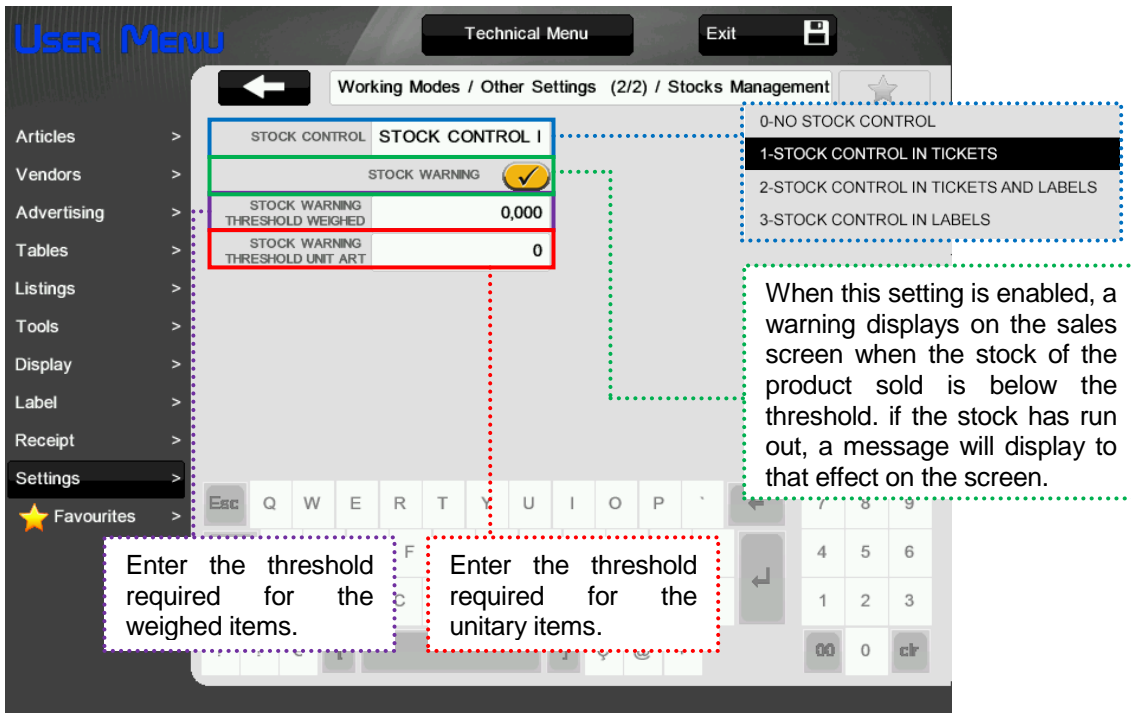 USER MENU
Technical Menu
Exit
Working Modes / Other Settings (2/2) / Stocks Management
Articles >
Vendors >
Advertising >
Tables >
Listings >
Tools >
Display >
Label >
Receipt >
Settings >
Favourites >
STOCK CONTROL STOCK CONTROL I
STOCK WARNING
STOCK WARNING
THRESHOLD WEIGHED
0,000
STOCK WARNING
THRESHOLD UNIT ART
0
0-NO STOCK CONTROL
1-STOCK CONTROL IN TICKETS
2-STOCK CONTROL IN TICKETS AND LABELS
3-STOCK CONTROL IN LABELS
When this setting is enabled, a
warning displays on the sales
screen when the stock of the
product sold is below the
threshold. if the stock has run
out, a message will display to
that effect on the screen.
Esc Q W E R T Y U I O P ` 7 8 9
F 4 5 6
C 1 2 3
@ 00 0 clr
Enter the threshold
required for the
weighed items.
Enter the threshold
required for the
unitary items.